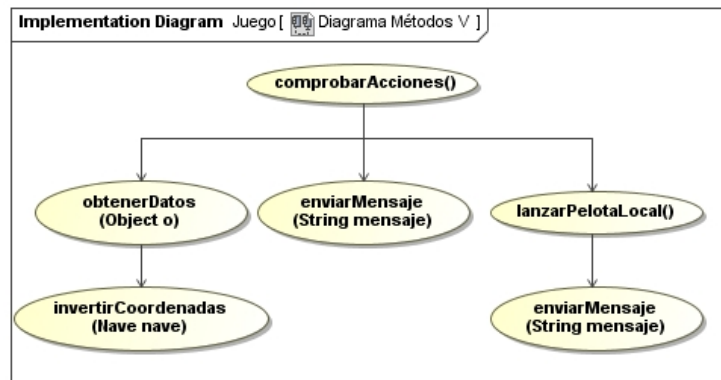 Implementation Diagram Juego [ Diagrama Métodos V ]
comprobarAcciones()
obtenerDatos
(Object o)
enviarMensaje
(String mensaje)
lanzarPelotaLocal()
invertirCoordenadas
(Nave nave)
enviarMensaje
(String mensaje)